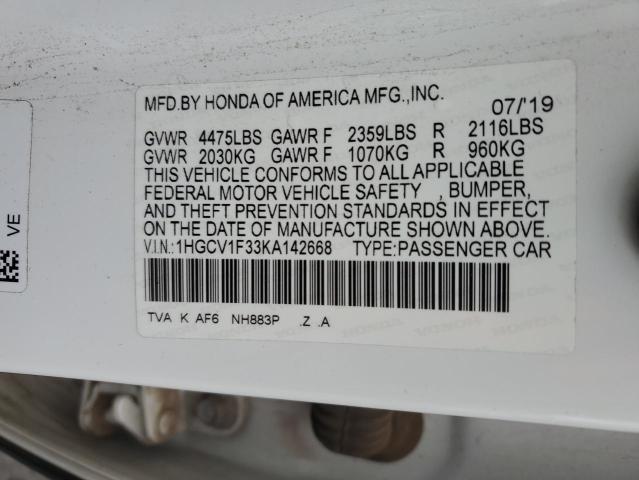 MFD.BY HONDA OF AMERICA MFG.,INC. 07/'19
GVWR 4475LBS GAWR F 2359LBS R 2116LBS
GVWR 2030KG GAWR F 1070KG R 960KG
THIS VEHICLE CONFORMS TO ALL APPLICABLE
FEDERAL MOTOR VEHICLE SAFETY , BUMPER,
AND THEFT PREVENTION STANDARDS IN EFFECT
ON THE DATE OF MANUFACTURE SHOWN ABOVE.
V.I.N.:1HGCV1F33KA142668 TYPE:PASSENGER CAR
TVA K AF6 NH883P .Z .A
VE